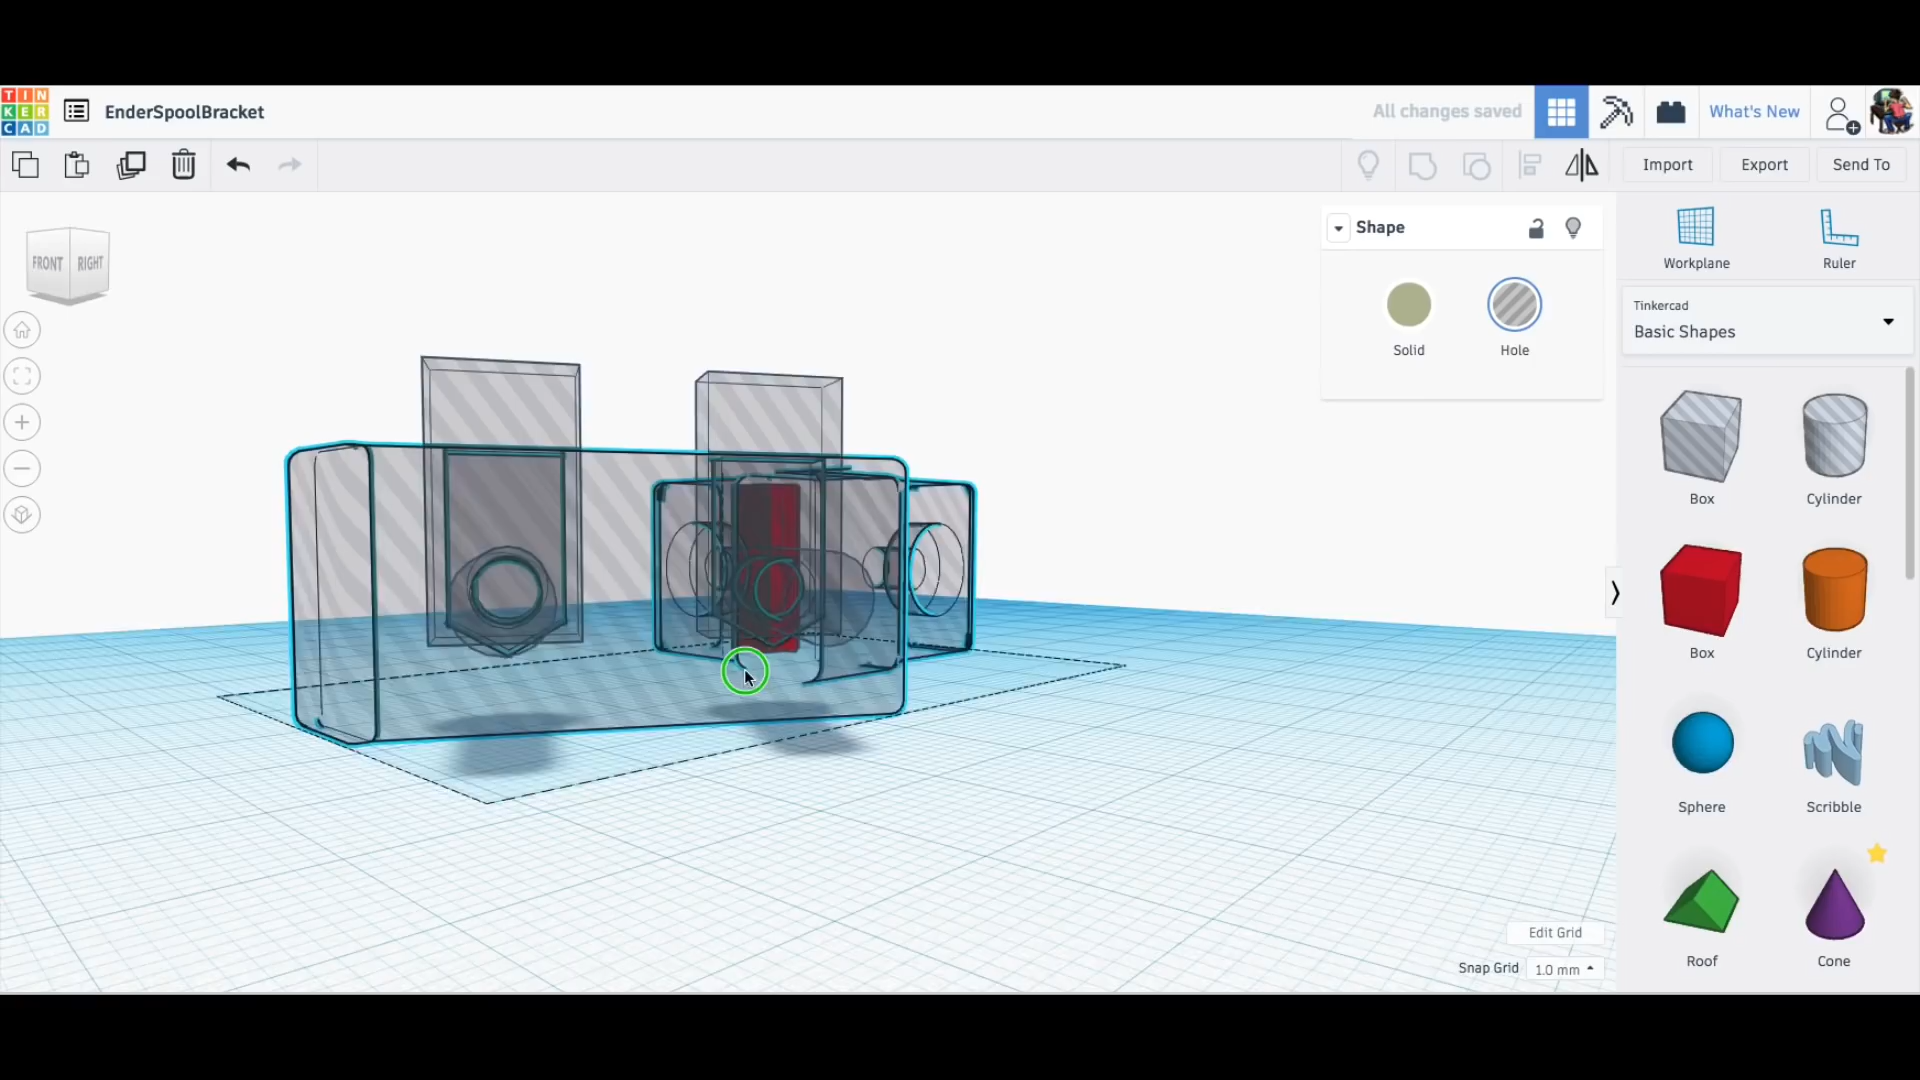 TIN
KER
CAD
EnderSpoolBracket
All changes saved
What's New
Import
Export
Send To
FRONT
RIGHT
Shape
Solid
Hole
Workplane
Ruler
Tinkercad
Basic Shapes
Box
Cylinder
Box
Cylinder
Sphere
Scribble
Roof
Cone
Edit Grid
Snap Grid
1.0 mm